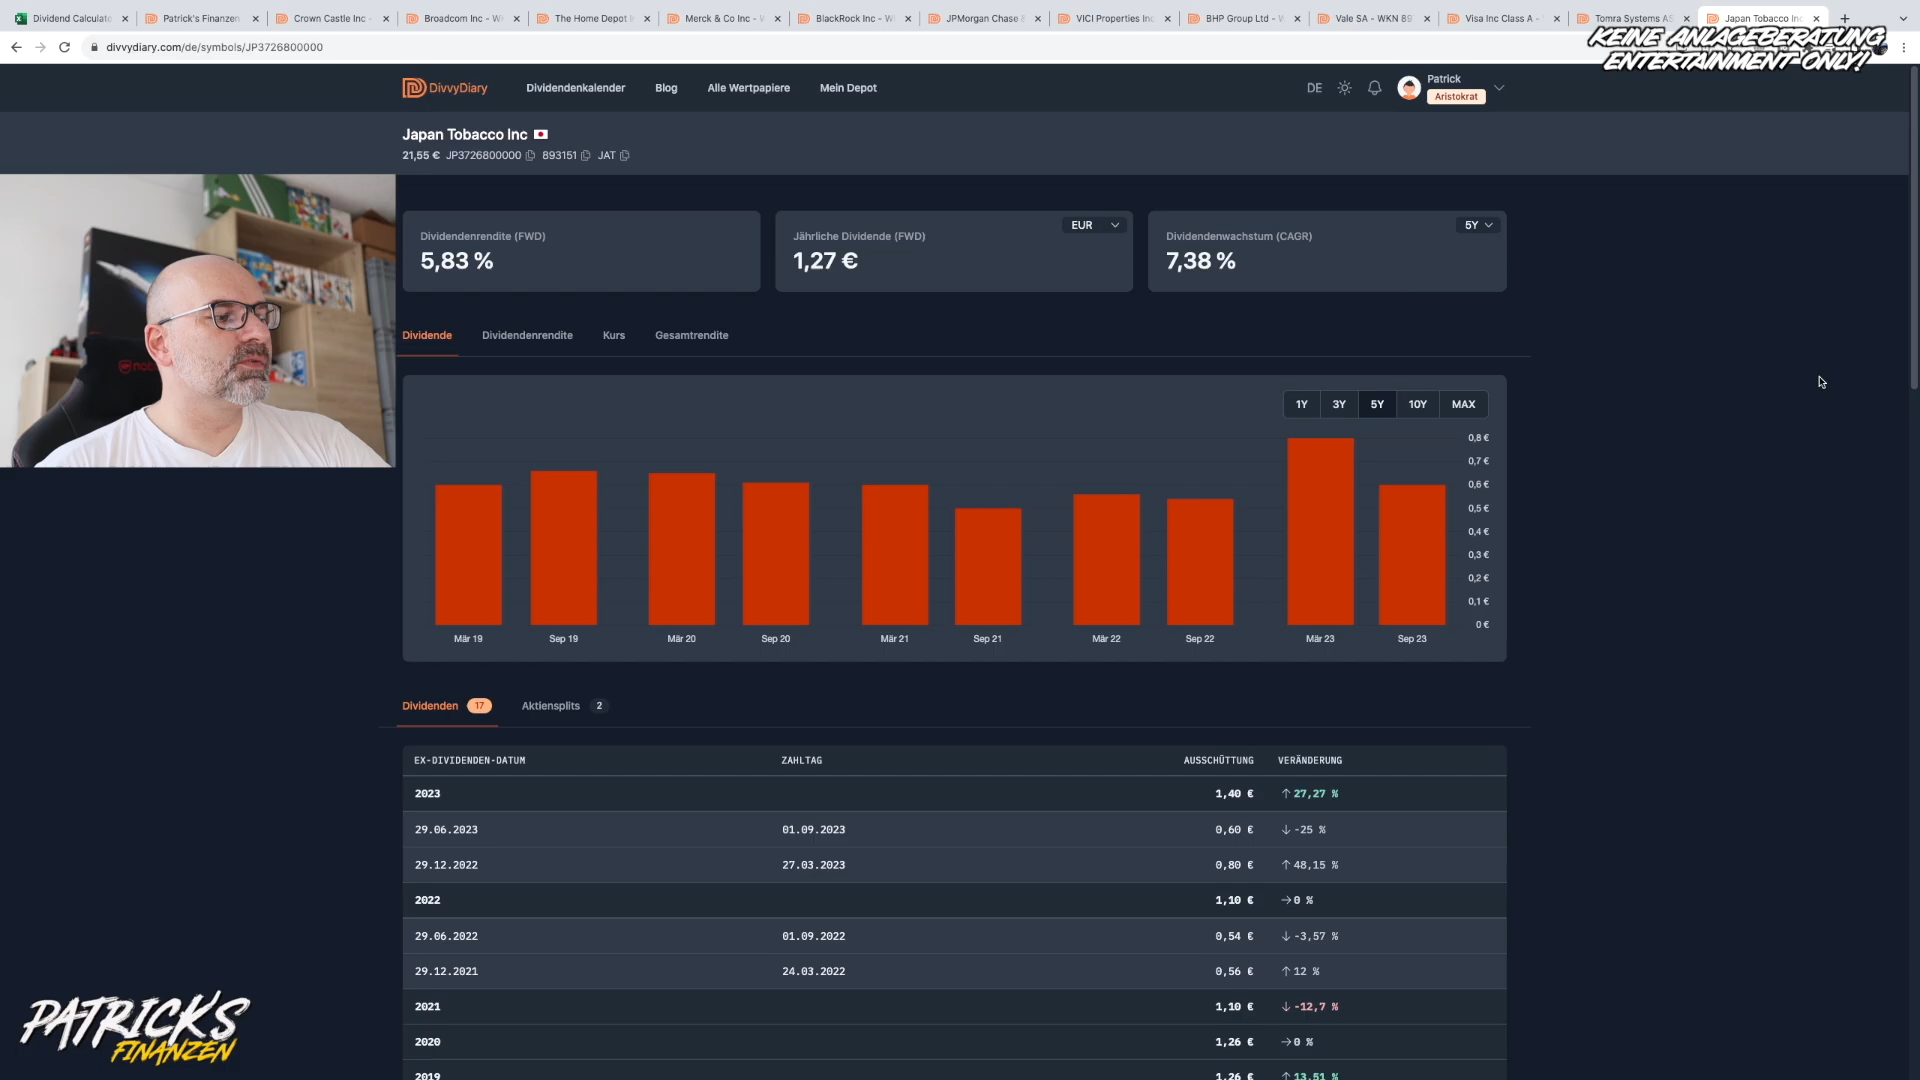 Dividend Calculato
Patrick's Finanzen
Crown Castle Inc -
Broadcom Inc - W
The Home Depot I
Merck & Co Inc -
BlackRock Inc - W
JPMorgan Chase
VICI Properties Inc
BHP Group Ltd -
Vale SA - WKN 89
Visa Inc Class A -
Tomra Systems AS
Japan Tobacco Inc
divvydiary.com/de/symbols/JP3726800000
KEINE ANLAGEBERATUNG
ENTERTAINMENT ONLY!
DivvyDiary
Dividendenkalender
Blog
Alle Wertpapiere
Mein Depot
DE
Patrick
Aristokrat
Japan Tobacco Inc
21,55 € JP3726800000 893151 JAT
Dividendenrendite (FWD)
5,83 %
Jährliche Dividende (FWD)
EUR
1,27 €
Dividendenwachstum (CAGR)
5Y
7,38 %
Dividende
Dividendenrendite
Kurs
Gesamtrendite
1Y 3Y 5Y 10Y MAX
0,8 €
0,7 €
0,6 €
0,5 €
0,4 €
0,3 €
0,2 €
0,1 €
0 €
Mär 19 Sep 19 Mär 20 Sep 20 Mär 21 Sep 21 Mär 22 Sep 22 Mär 23 Sep 23
Dividenden 17
Aktiensplits 2
EX-DIVIDENDEN-DATUM ZAHLTAG AUSSCHÜTTUNG VERÄNDERUNG
2023 1,40 € ↑ 27,27 %
29.06.2023 01.09.2023 0,60 € ↓ -25 %
29.12.2022 27.03.2023 0,80 € ↑ 48,15 %
2022 1,10 € → 0 %
29.06.2022 01.09.2022 0,54 € ↓ -3,57 %
29.12.2021 24.03.2022 0,56 € ↑ 12 %
2021 1,10 € ↓ -12,7 %
2020 1,26 € → 0 %
2019 1,26 € ↑ 13,51 %
PATRICKS
FINANZEN